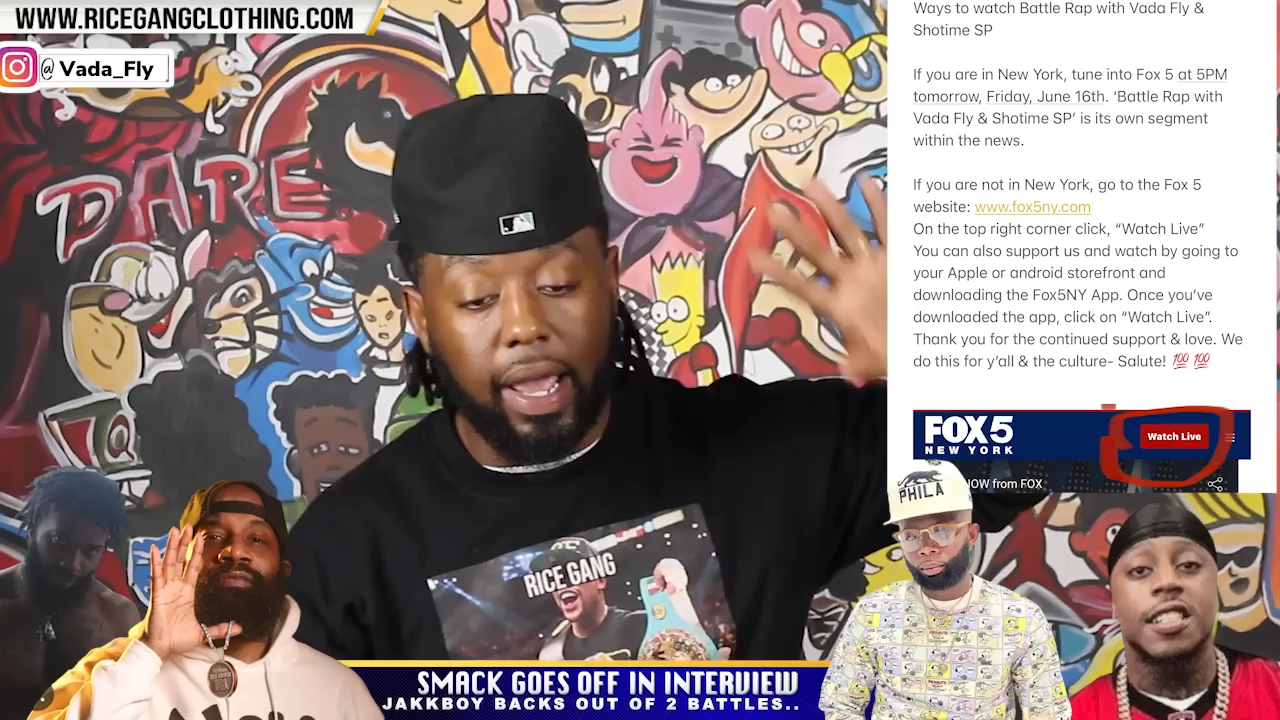 WWW.RICEGANGCLOTHING.COM
@ Vada_Fly
DARE
RICE GANG
PHILA
Ways to watch Battle Rap with Vada Fly &
Shotime SP
If you are in New York, tune into Fox 5 at 5PM
tomorrow, Friday, June 16th. ‘Battle Rap with
Vada Fly & Shotime SP’ is its own segment
within the news.
If you are not in New York, go to the Fox 5
website: www.fox5ny.com
On the top right corner click, “Watch Live”
You can also support us and watch by going to
your Apple or android storefront and
downloading the Fox5NY App. Once you’ve
downloaded the app, click on “Watch Live”.
Thank you for the continued support & love. We
do this for y’all & the culture- Salute! 💯 💯
FOX5
NEW YORK
Watch Live
NOW from FOX
SMACK GOES OFF IN INTERVIEW
JAKKBOY BACKS OUT OF 2 BATTLES..